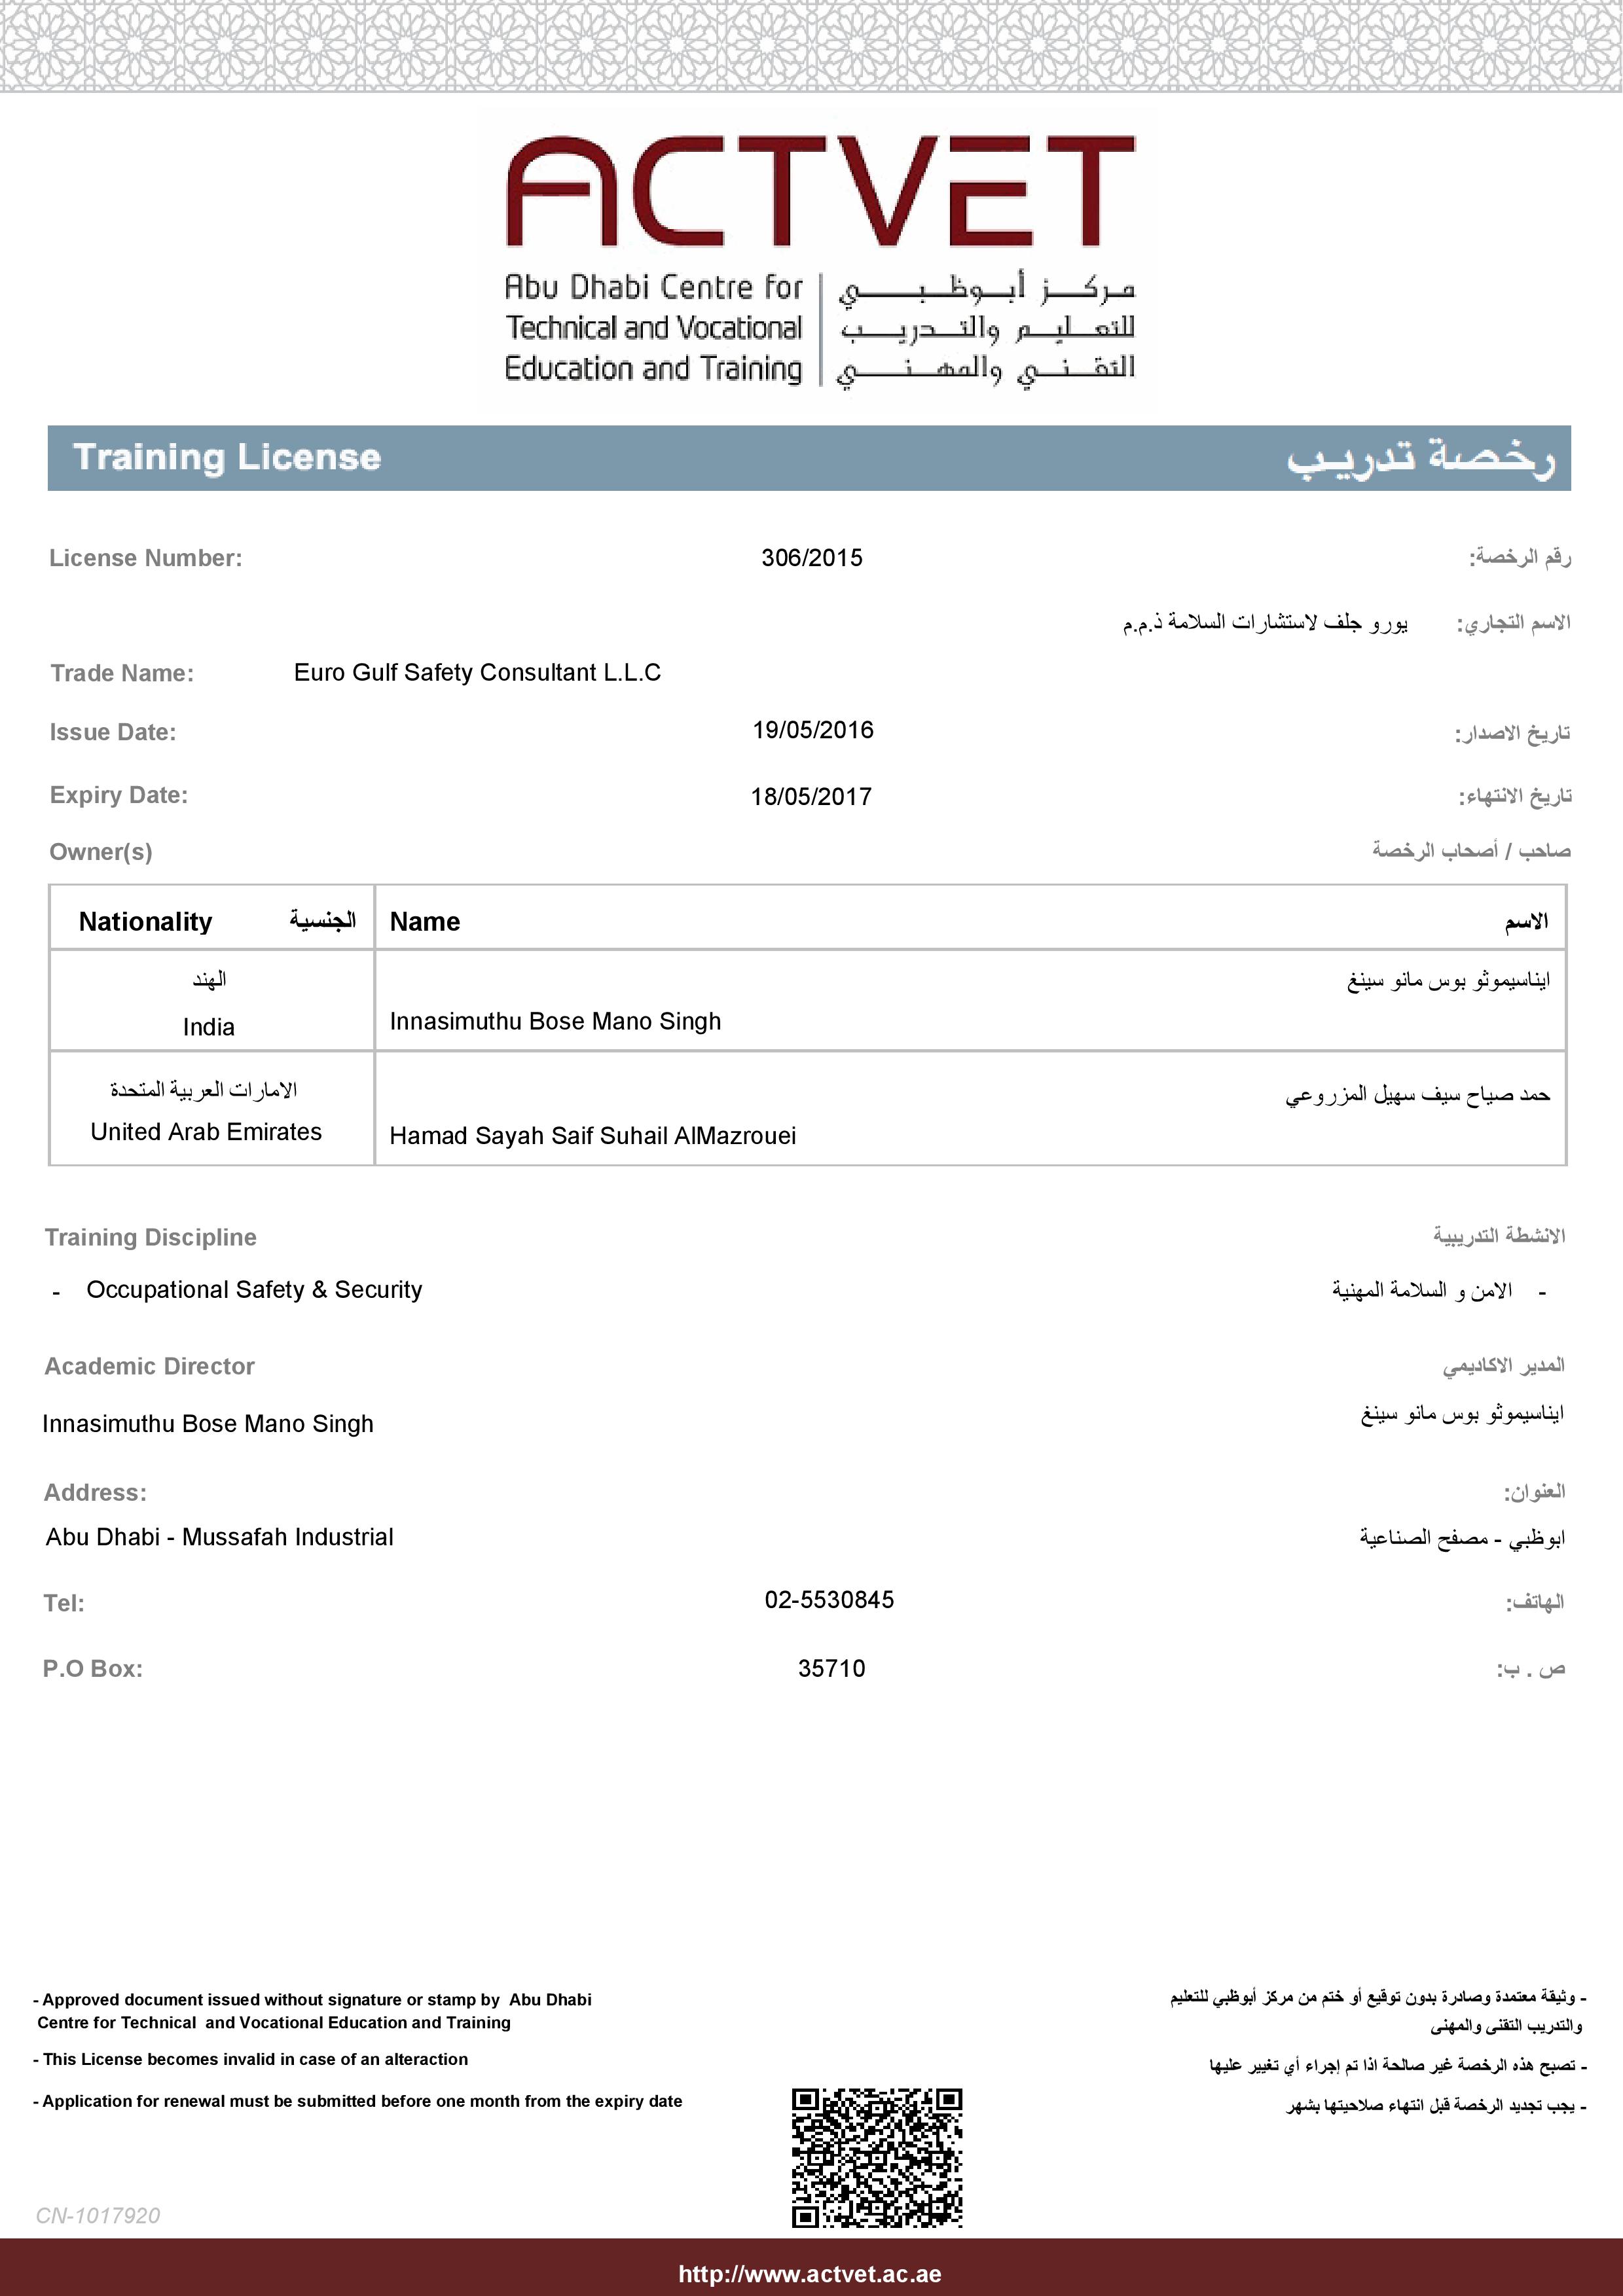 ACTVET
Abu Dhabi Centre for
Technical and Vocational
Education and Training
مركز أبوظبي
للتعليم والتدريب
التقني والمهني
Training License رخصة تدريب
License Number: 306/2015 رقم الرخصة:
الاسم التجاري: يورو جلف لاستشارات السلامة ذ.م.م
Trade Name: Euro Gulf Safety Consultant L.L.C
Issue Date: 19/05/2016 تاريخ الاصدار:
Expiry Date: 18/05/2017 تاريخ الانتهاء:
Owner(s) صاحب / أصحاب الرخصة
Nationality الجنسية Name الاسم
الهند ايناسيموثو بوس مانو سينغ
India Innasimuthu Bose Mano Singh
الامارات العربية المتحدة حمد صياح سيف سهيل المزروعي
United Arab Emirates Hamad Sayah Saif Suhail AlMazrouei
Training Discipline الانشطة التدريبية
- Occupational Safety & Security - الامن و السلامة المهنية
Academic Director المدير الاكاديمي
Innasimuthu Bose Mano Singh ايناسيموثو بوس مانو سينغ
Address: العنوان:
Abu Dhabi - Mussafah Industrial ابوظبي - مصفح الصناعية
Tel: 02-5530845 الهاتف:
P.O Box: 35710 ص . ب:
- Approved document issued without signature or stamp by Abu Dhabi
Centre for Technical and Vocational Education and Training
- This License becomes invalid in case of an alteraction
- Application for renewal must be submitted before one month from the expiry date
- وثيقة معتمدة وصادرة بدون توقيع أو ختم من مركز أبوظبي للتعليم
والتدريب التقنى والمهنى
- تصبح هذه الرخصة غير صالحة اذا تم إجراء أي تغيير عليها
- يجب تجديد الرخصة قبل انتهاء صلاحيتها بشهر
CN-1017920
http://www.actvet.ac.ae